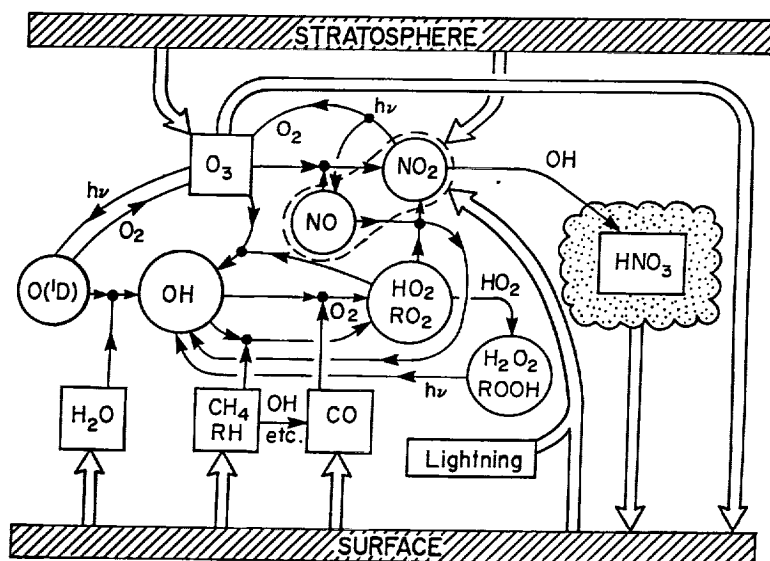 STRATOSPHERE
hν
O₂
O₃
NO₂
OH
hν
O₂
NO
HNO₃
O(¹D)
OH
O₂
HO₂
RO₂
HO₂
H₂O₂
ROOH
hν
H₂O
CH₄
RH
OH
etc.
CO
Lightning
SURFACE